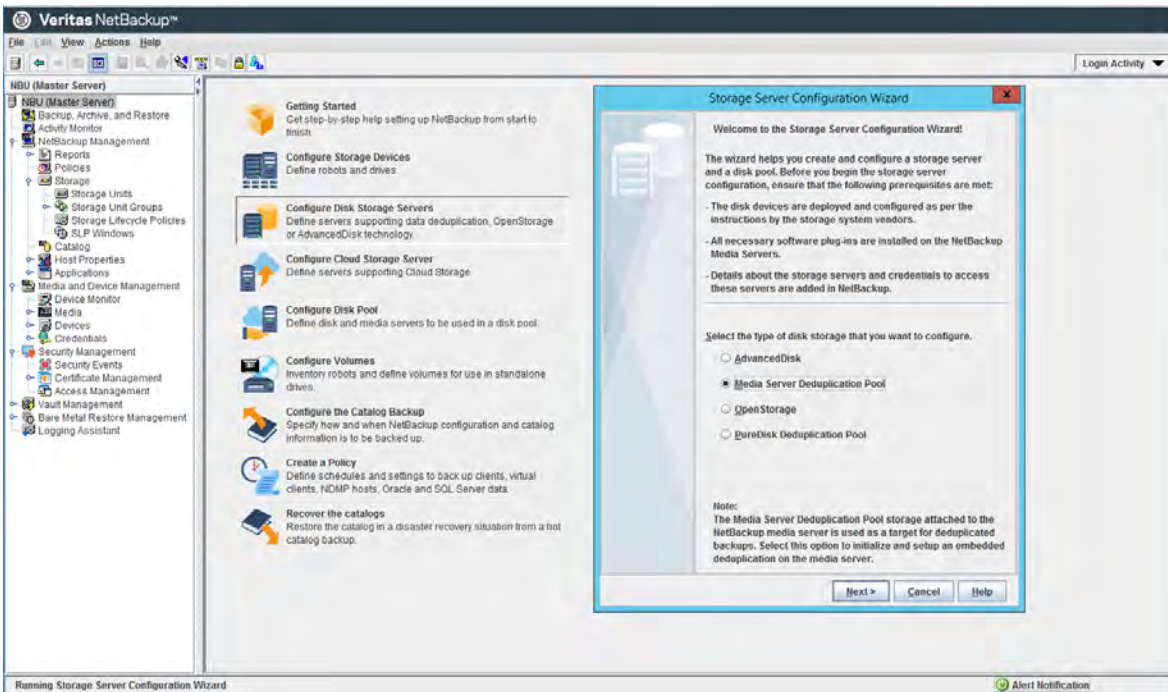 Veritas NetBackup™
File Edit View Actions Help
Login Activity
NBU (Master Server)
NBU (Master Server)
Backup, Archive, and Restore
Activity Monitor
NetBackup Management
Reports
Policies
Storage
Storage Units
Storage Unit Groups
Storage Lifecycle Policies
SLP Windows
Catalog
Host Properties
Applications
Media and Device Management
Device Monitor
Media
Devices
Credentials
Security Management
Security Events
Certificate Management
Access Management
Vault Management
Bare Metal Restore Management
Logging Assistant
Getting Started
Get step-by-step help setting up NetBackup from start to
finish.
Configure Storage Devices
Define robots and drives.
Configure Disk Storage Servers
Define servers supporting data deduplication, OpenStorage
or AdvancedDisk technology.
Configure Cloud Storage Server
Define servers supporting Cloud Storage.
Configure Disk Pool
Define disk and media servers to be used in a disk pool.
Configure Volumes
Inventory robots and define volumes for use in standalone
drives.
Configure the Catalog Backup
Specify how and when NetBackup configuration and catalog
information is to be backed up.
Create a Policy
Define schedules and settings to back up clients, virtual
clients, NDMP hosts, Oracle and SQL Server data.
Recover the catalogs
Restore the catalog in a disaster recovery situation from a hot
catalog backup.
Storage Server Configuration Wizard
X
Welcome to the Storage Server Configuration Wizard!
The wizard helps you create and configure a storage server
and a disk pool. Before you begin the storage server
configuration, ensure that the following prerequisites are met:
- The disk devices are deployed and configured as per the
instructions by the storage system vendors.
- All necessary software plug-ins are installed on the NetBackup
Media Servers.
- Details about the storage servers and credentials to access
these servers are added in NetBackup.
Select the type of disk storage that you want to configure.
AdvancedDisk
Media Server Deduplication Pool
OpenStorage
PureDisk Deduplication Pool
Note:
The Media Server Deduplication Pool storage attached to the
NetBackup media server is used as a target for deduplicated
backups. Select this option to initialize and setup an embedded
deduplication on the media server.
Next > Cancel Help
Running Storage Server Configuration Wizard
Alert Notification